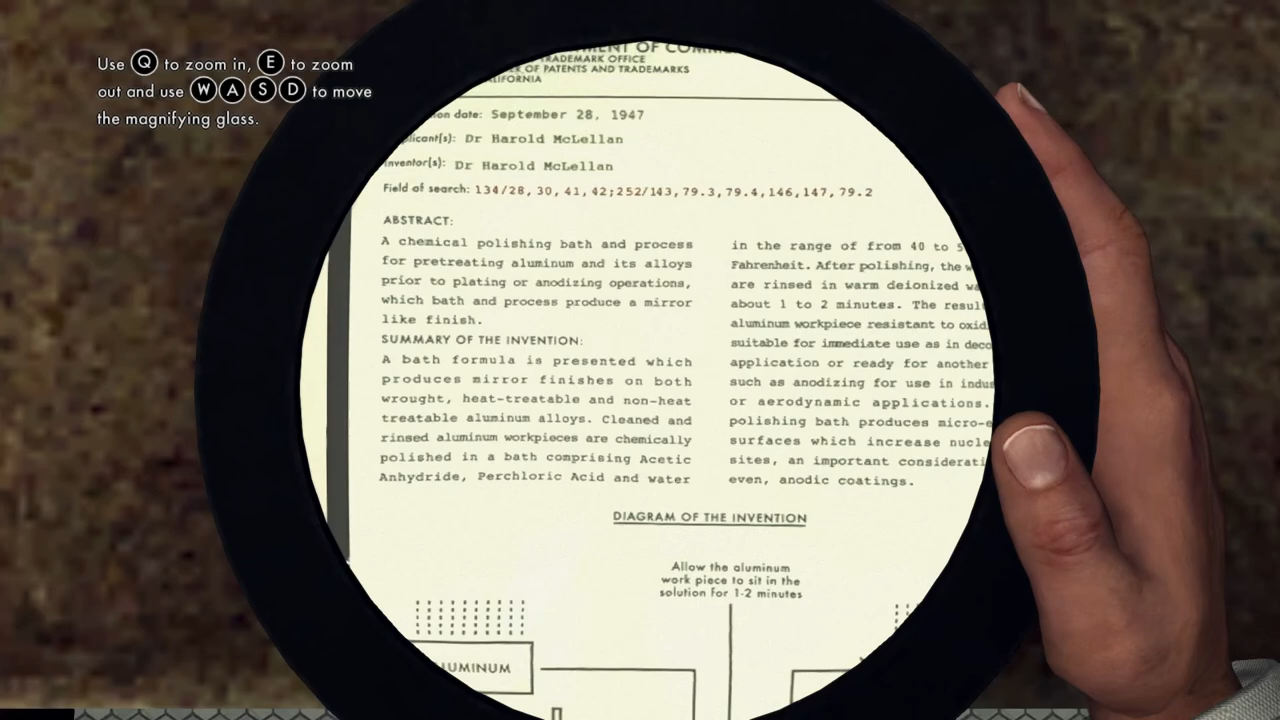 Use Q to zoom in, E to zoom
out and use W A S D to move
the magnifying glass.
OF
TRADEMARK OFFICE
OF PATENTS AND TRADEMARKS
date: September 28, 1947
Dr Harold McLellan
Inventor(s): Dr Harold McLellan
Field of search: 134/28, 30, 41, 42;252/143,79.3,79.4,146,147,79.2
ABSTRACT:
A chemical polishing bath and process
for pretreating aluminum and its alloys
prior to plating or anodizing operations,
which bath and process produce a mirror
like finish.
SUMMARY OF THE INVENTION:
A bath formula is presented which
produces mirror finishes on both
wrought, heat-treatable and non-heat
treatable aluminum alloys. Cleaned and
rinsed aluminum workpieces are chemically
polished in a bath comprising Acetic
Anhydride, Perchloric Acid and water
in the range of from 40 to
Fahrenheit. After polishing, the
are rinsed in warm deionized
about 1 to 2 minutes. The
aluminum workpiece resistant to
suitable for immediate use as in
application or ready for another
such as anodizing for use in
or aerodynamic applications.
polishing bath produces
surfaces which increase
sites, an important
even, anodic coatings.
DIAGRAM OF THE INVENTION
Allow the aluminum
work piece to sit in the
solution for 1-2 minutes